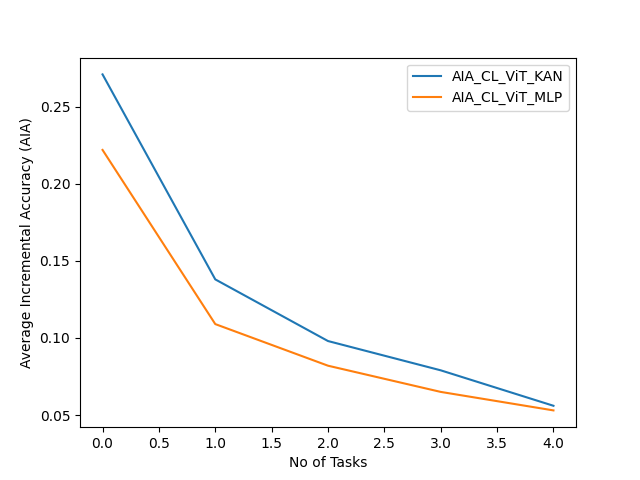 AIA_CL_ViT_KAN
AIA_CL_ViT_MLP
Average Incremental Accuracy (AIA)
0.25
0.20
0.15
0.10
0.05
0.0 0.5 1.0 1.5 2.0 2.5 3.0 3.5 4.0
No of Tasks